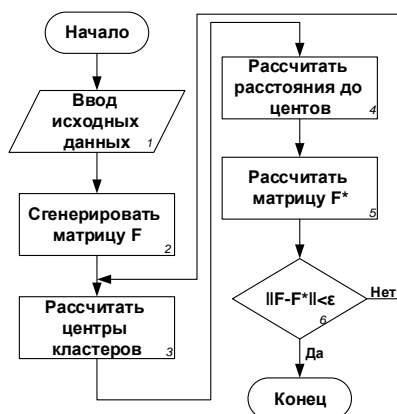 Начало
Ввод
исходных
данных
1
Сгенерировать
матрицу F
2
Рассчитать
центры
кластеров
3
Рассчитать
расстояния до
центов
4
Рассчитать
матрицу F*
5
||F-F*||<ε
6
Нет
Да
Конец